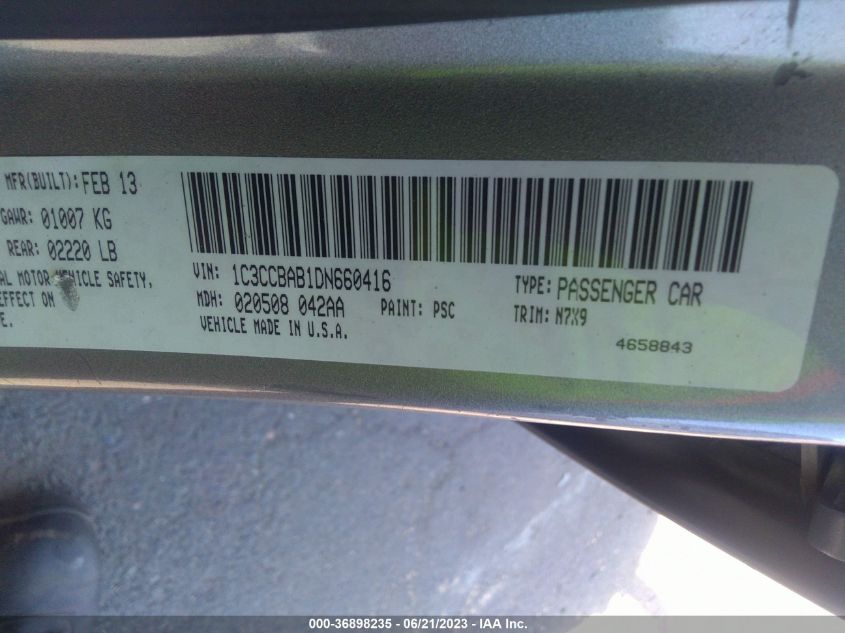 MFR(BUILT): FEB 13
GAWR: 01007 KG
REAR: 02220 LB
MOTOR VEHICLE SAFETY,
EFFECT ON
VIN: 1C3CCBAB1DN660416
TYPE: PASSENGER CAR
MDH: 020508 042AA
PAINT: PSC
TRIM: N7X9
VEHICLE MADE IN U.S.A.
4658843
000-36898235 - 06/21/2023 - IAA Inc.